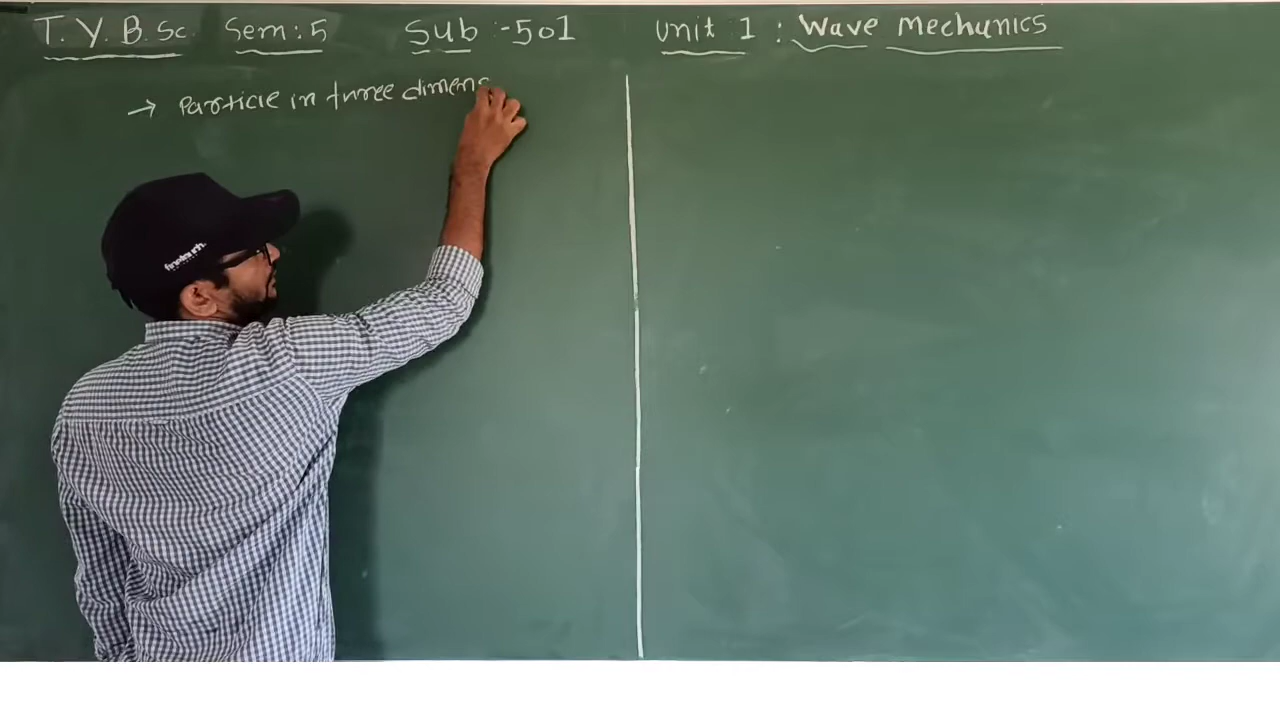 T. Y. B. Sc. Sem: 5 Sub :- 501 Unit 1 : Wave Mechanics
→ Particle in three dimens